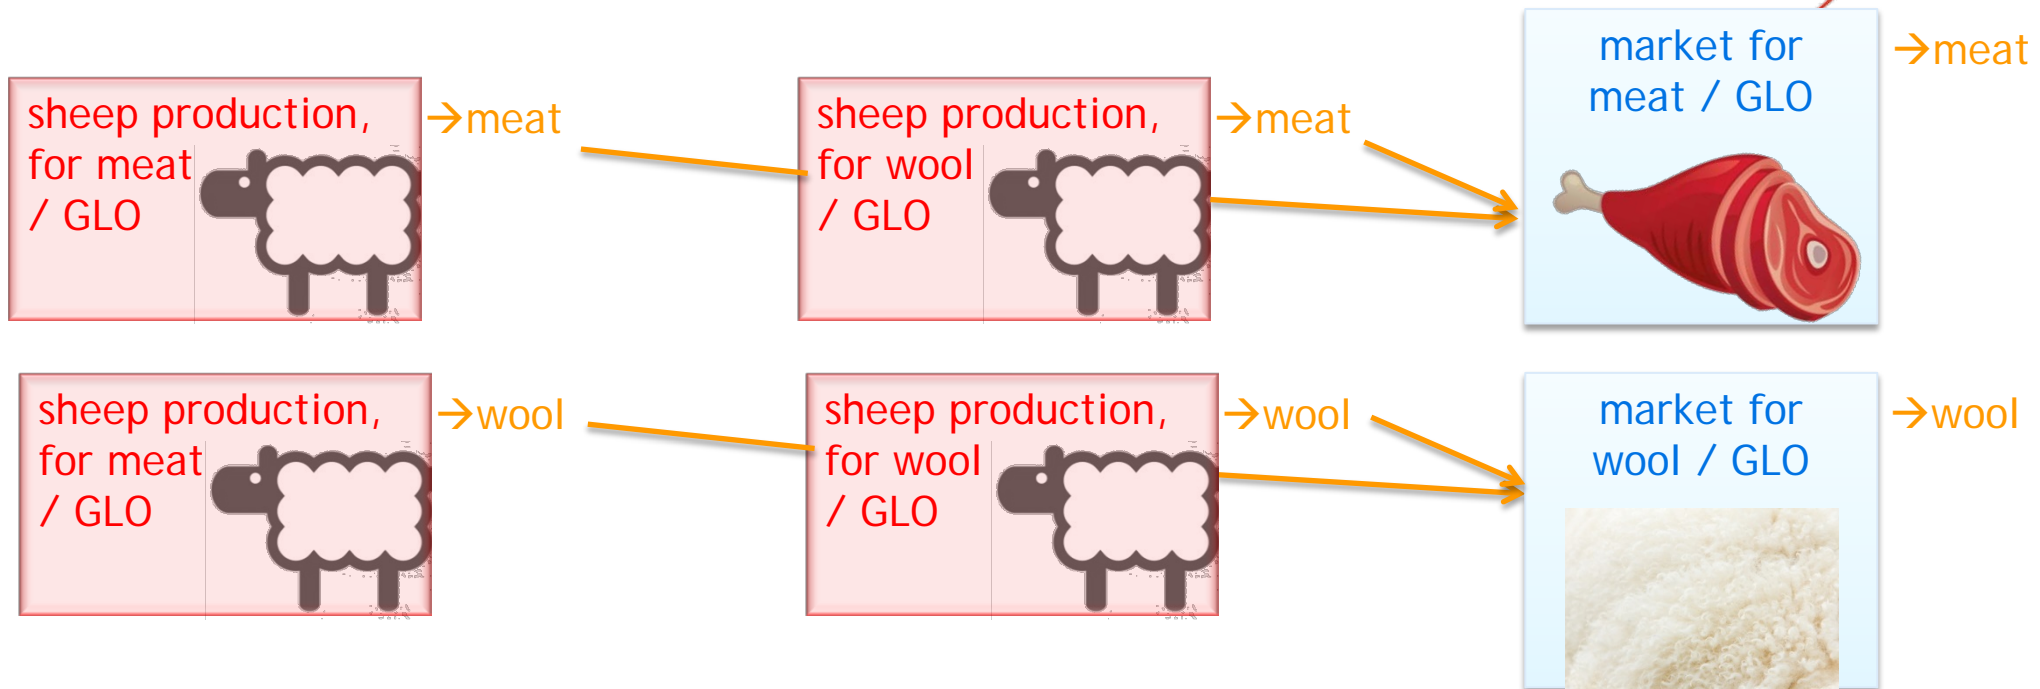 sheep production,
for meat
/ GLO
→meat
sheep production,
for wool
/ GLO
→meat
market for
meat / GLO
→meat
sheep production,
for meat
/ GLO
→wool
sheep production,
for wool
/ GLO
→wool
market for
wool / GLO
→wool